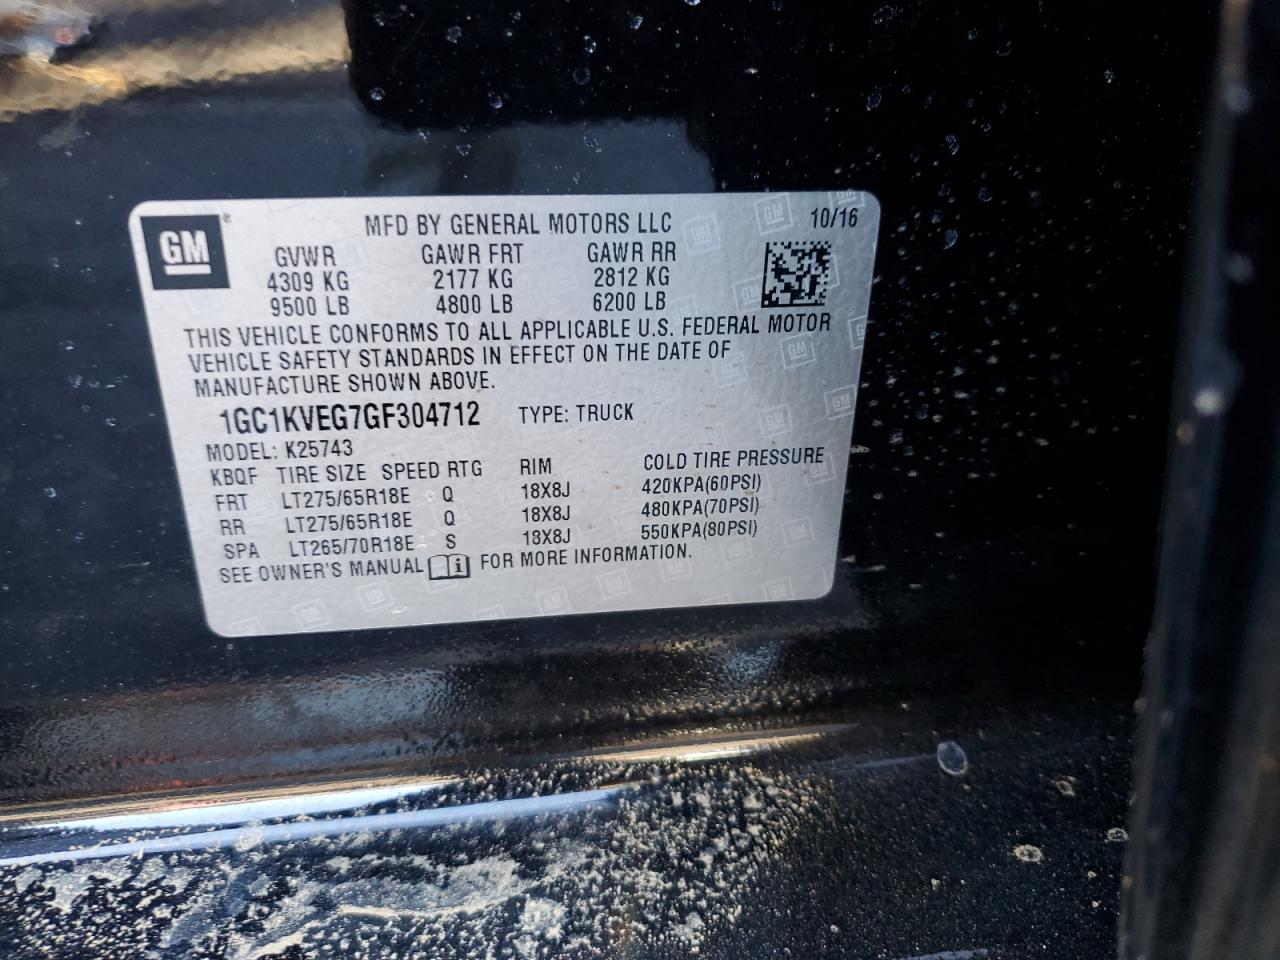 GM ® MFD BY GENERAL MOTORS LLC 10/16
GVWR GAWR FRT GAWR RR
4309 KG 2177 KG 2812 KG
9500 LB 4800 LB 6200 LB
THIS VEHICLE CONFORMS TO ALL APPLICABLE U.S. FEDERAL MOTOR
VEHICLE SAFETY STANDARDS IN EFFECT ON THE DATE OF
MANUFACTURE SHOWN ABOVE.
1GC1KVEG7GF304712 TYPE: TRUCK
MODEL: K25743
KBQF TIRE SIZE SPEED RTG RIM COLD TIRE PRESSURE
FRT LT275/65R18E Q 18X8J 420KPA(60PSI)
RR LT275/65R18E Q 18X8J 480KPA(70PSI)
SPA LT265/70R18E S 18X8J 550KPA(80PSI)
SEE OWNER'S MANUAL i FOR MORE INFORMATION.